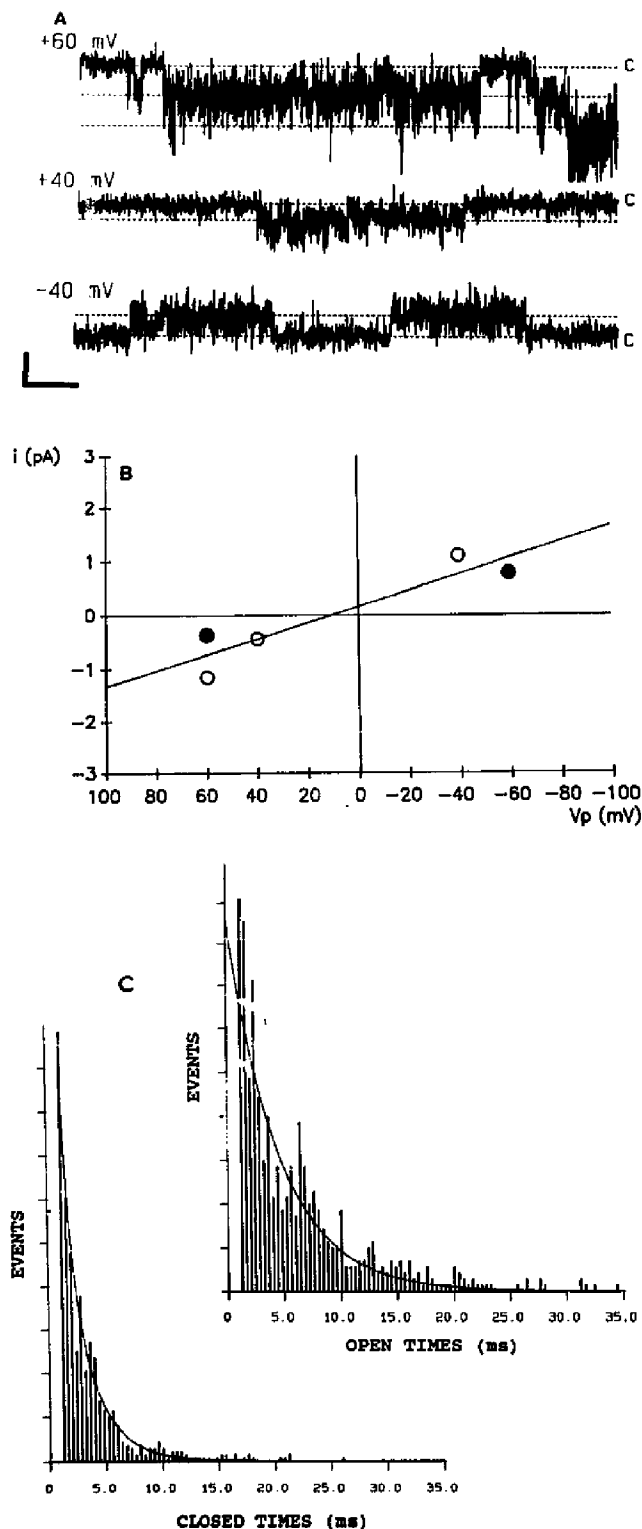 A
+60 mV
C
+40 mV
C
-40 mV
C
i (pA)
B
3
2
1
0
-1
-2
-3
100 80 60 40 20 0 -20 -40 -60 -80 -100
Vp (mV)
C
EVENTS
0 5.0 10.0 15.0 20.0 25.0 30.0 35.0
OPEN TIMES (ms)
EVENTS
0 5.0 10.0 15.0 20.0 25.0 30.0 35.0
CLOSED TIMES (ms)